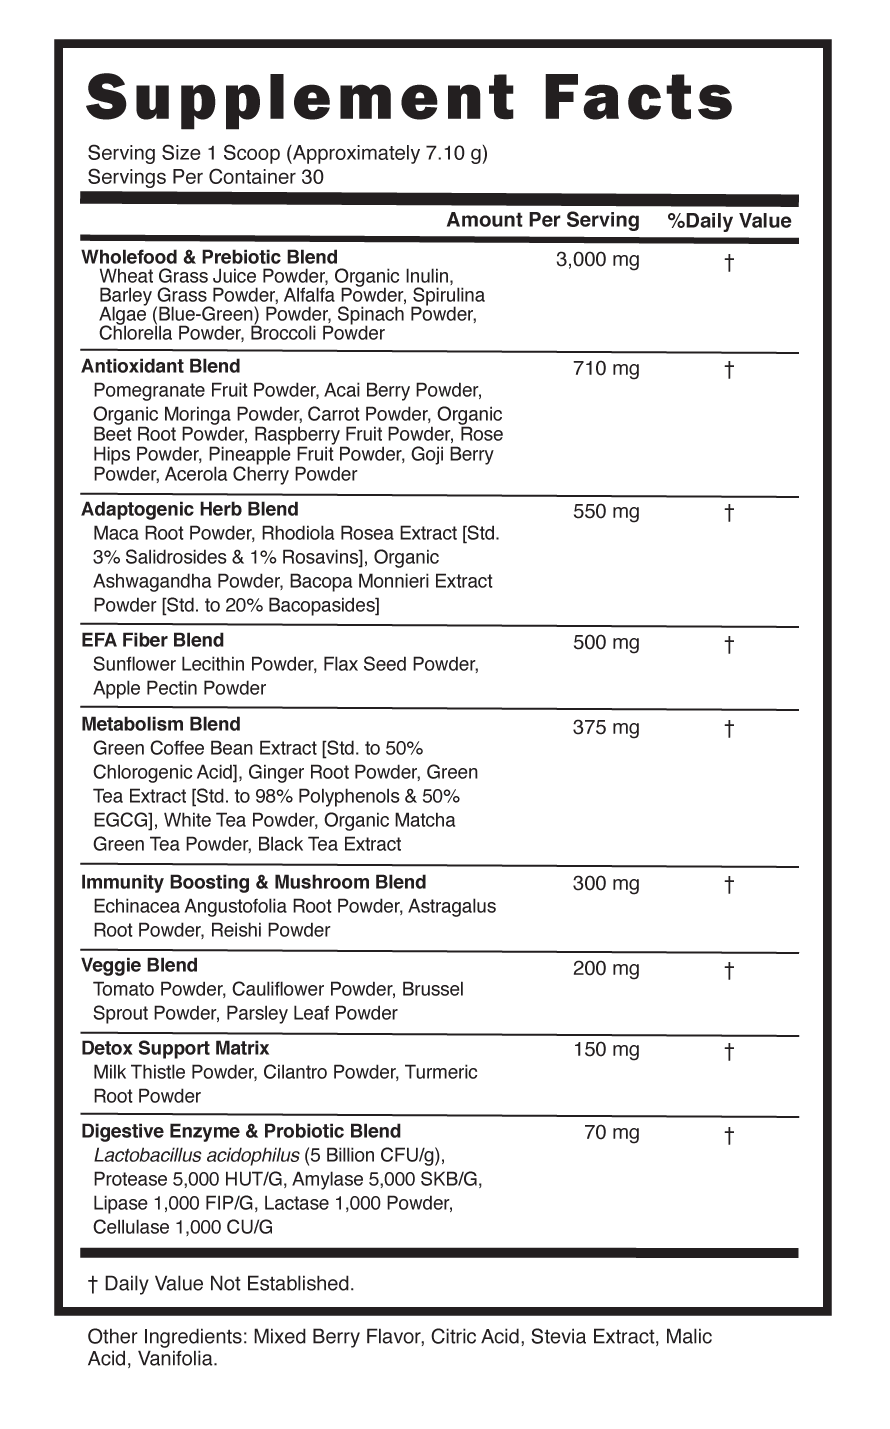 Supplement Facts
Serving Size 1 Scoop (Approximately 7.10 g)
Servings Per Container 30
Amount Per Serving %Daily Value
Wholefood & Prebiotic Blend 3,000 mg †
Wheat Grass Juice Powder, Organic Inulin,
Barley Grass Powder, Alfalfa Powder, Spirulina
Algae (Blue-Green) Powder, Spinach Powder,
Chlorella Powder, Broccoli Powder
Antioxidant Blend 710 mg †
Pomegranate Fruit Powder, Acai Berry Powder,
Organic Moringa Powder, Carrot Powder, Organic
Beet Root Powder, Raspberry Fruit Powder, Rose
Hips Powder, Pineapple Fruit Powder, Goji Berry
Powder, Acerola Cherry Powder
Adaptogenic Herb Blend 550 mg †
Maca Root Powder, Rhodiola Rosea Extract [Std.
3% Salidrosides & 1% Rosavins], Organic
Ashwagandha Powder, Bacopa Monnieri Extract
Powder [Std. to 20% Bacopasides]
EFA Fiber Blend 500 mg †
Sunflower Lecithin Powder, Flax Seed Powder,
Apple Pectin Powder
Metabolism Blend 375 mg †
Green Coffee Bean Extract [Std. to 50%
Chlorogenic Acid], Ginger Root Powder, Green
Tea Extract [Std. to 98% Polyphenols & 50%
EGCG], White Tea Powder, Organic Matcha
Green Tea Powder, Black Tea Extract
Immunity Boosting & Mushroom Blend 300 mg †
Echinacea Angustofolia Root Powder, Astragalus
Root Powder, Reishi Powder
Veggie Blend 200 mg †
Tomato Powder, Cauliflower Powder, Brussel
Sprout Powder, Parsley Leaf Powder
Detox Support Matrix 150 mg †
Milk Thistle Powder, Cilantro Powder, Turmeric
Root Powder
Digestive Enzyme & Probiotic Blend 70 mg †
Lactobacillus acidophilus (5 Billion CFU/g),
Protease 5,000 HUT/G, Amylase 5,000 SKB/G,
Lipase 1,000 FIP/G, Lactase 1,000 Powder,
Cellulase 1,000 CU/G
† Daily Value Not Established.
Other Ingredients: Mixed Berry Flavor, Citric Acid, Stevia Extract, Malic
Acid, Vanifolia.